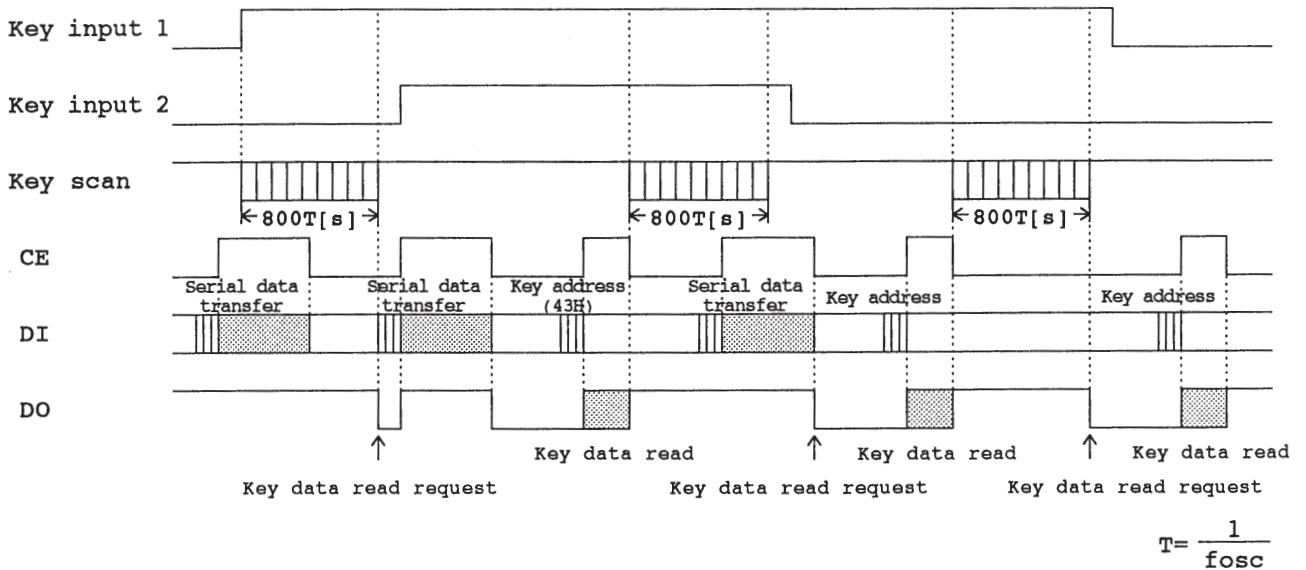 Key input 1
Key input 2
Key scan
800T[s]
800T[s]
800T[s]
CE
Serial data
transfer
Serial data
transfer
Key address
(43H)
Serial data
transfer
Key address
Key address
DI
DO
Key data read
Key data read
Key data read
Key data read request
Key data read request
Key data read request
T= 1
fosc